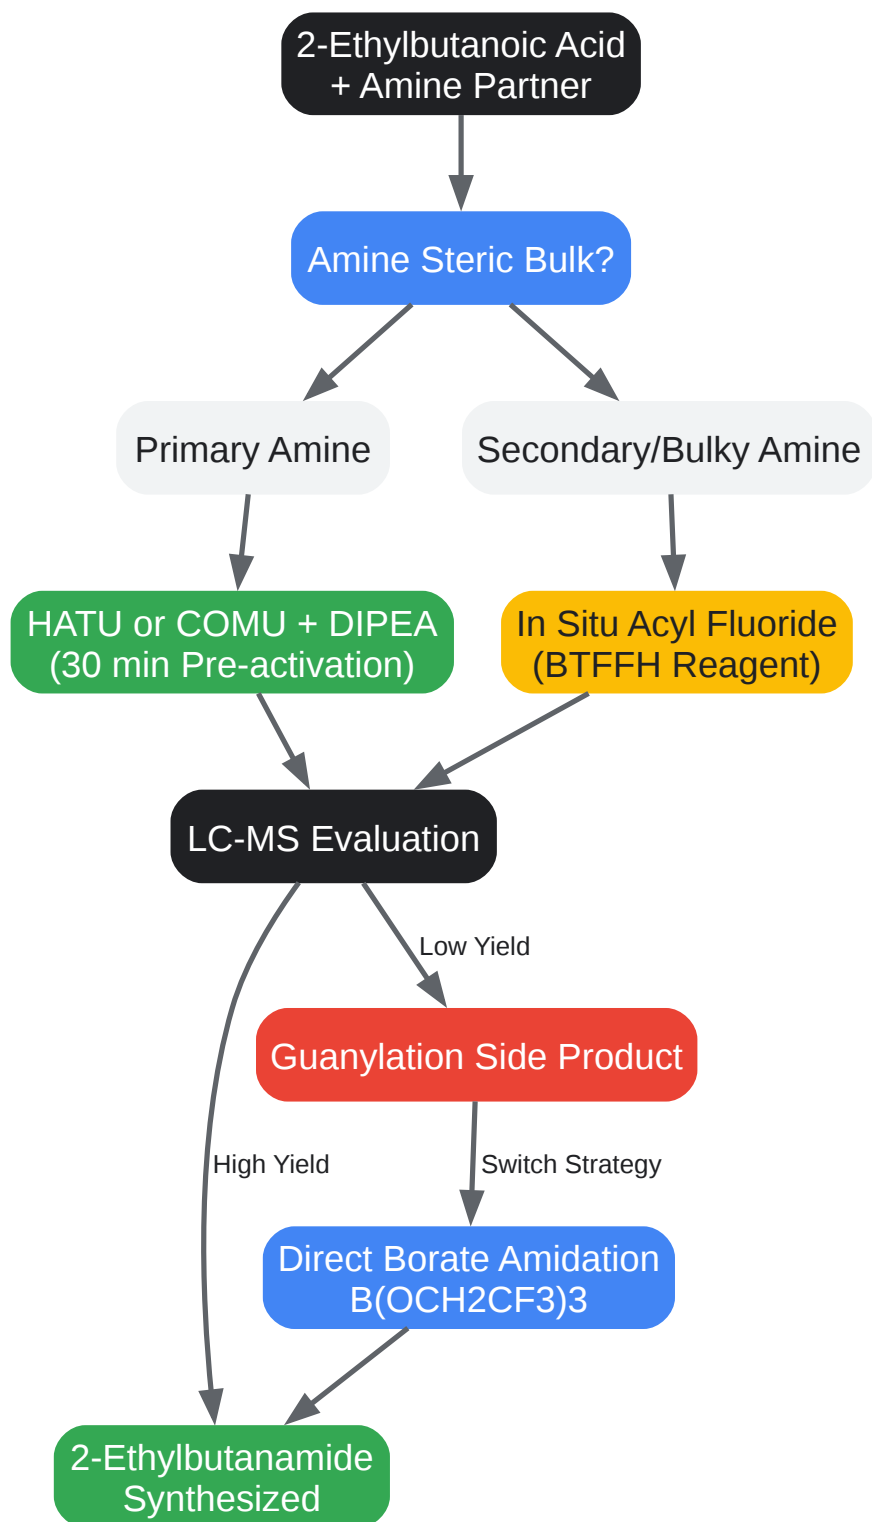 2-Ethylbutanoic Acid
+ Amine Partner
Amine Steric Bulk?
Primary Amine
Secondary/Bulky Amine
HATU or COMU + DIPEA
(30 min Pre-activation)
In Situ Acyl Fluoride
(BTFFH Reagent)
LC-MS Evaluation
Low Yield
Guanylation Side Product
High Yield
Switch Strategy
Direct Borate Amidation
B(OCH2CF3)3
2-Ethylbutanamide
Synthesized